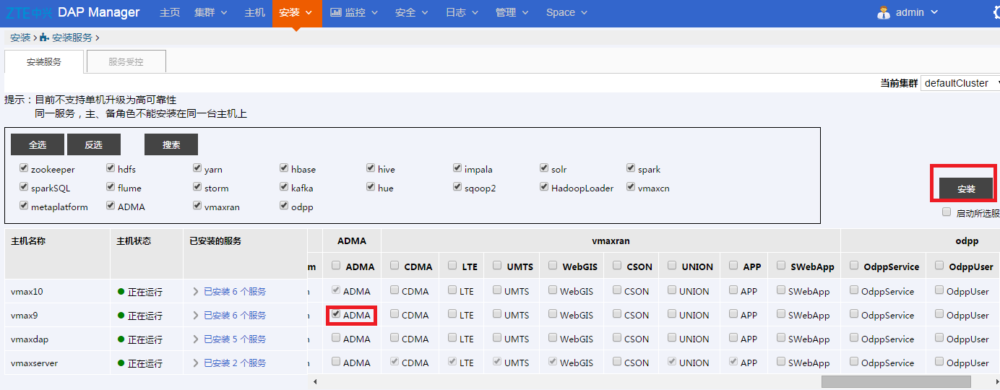 ZTE中兴 DAP Manager 主页 集群 主机 安装 监控 安全 日志 管理 Space admin
安装 > 安装服务 >
安装服务 服务受控
当前集群 defaultCluster
提示：目前不支持单机升级为高可靠性
同一服务，主、备角色不能安装在同一台主机上
全选 反选 搜索
zookeeper hdfs yarn hbase hive impala solr spark
sparkSQL flume storm kafka hue sqoop2 HadoopLoader vmaxcn
安装
metaplatform ADMA vmaxran odpp
启动所选服
主机名称 主机状态 已安装的服务 ADMA vmaxran odpp
m ADMA CDMA LTE UMTS WebGIS CSON UNION APP SWebApp OdppService OdppUser
vmax10 正在运行 已安装 6 个服务 ADMA CDMA LTE UMTS WebGIS CSON UNION APP SWebApp OdppService OdppUser
vmax9 正在运行 已安装 6 个服务 ADMA CDMA LTE UMTS WebGIS CSON UNION APP SWebApp OdppService OdppUser
vmaxdap 正在运行 已安装 5 个服务 ADMA CDMA LTE UMTS WebGIS CSON UNION APP SWebApp OdppService OdppUser
vmaxserver 正在运行 已安装 2 个服务 ADMA CDMA LTE UMTS WebGIS CSON UNION APP SWebApp OdppService OdppUser